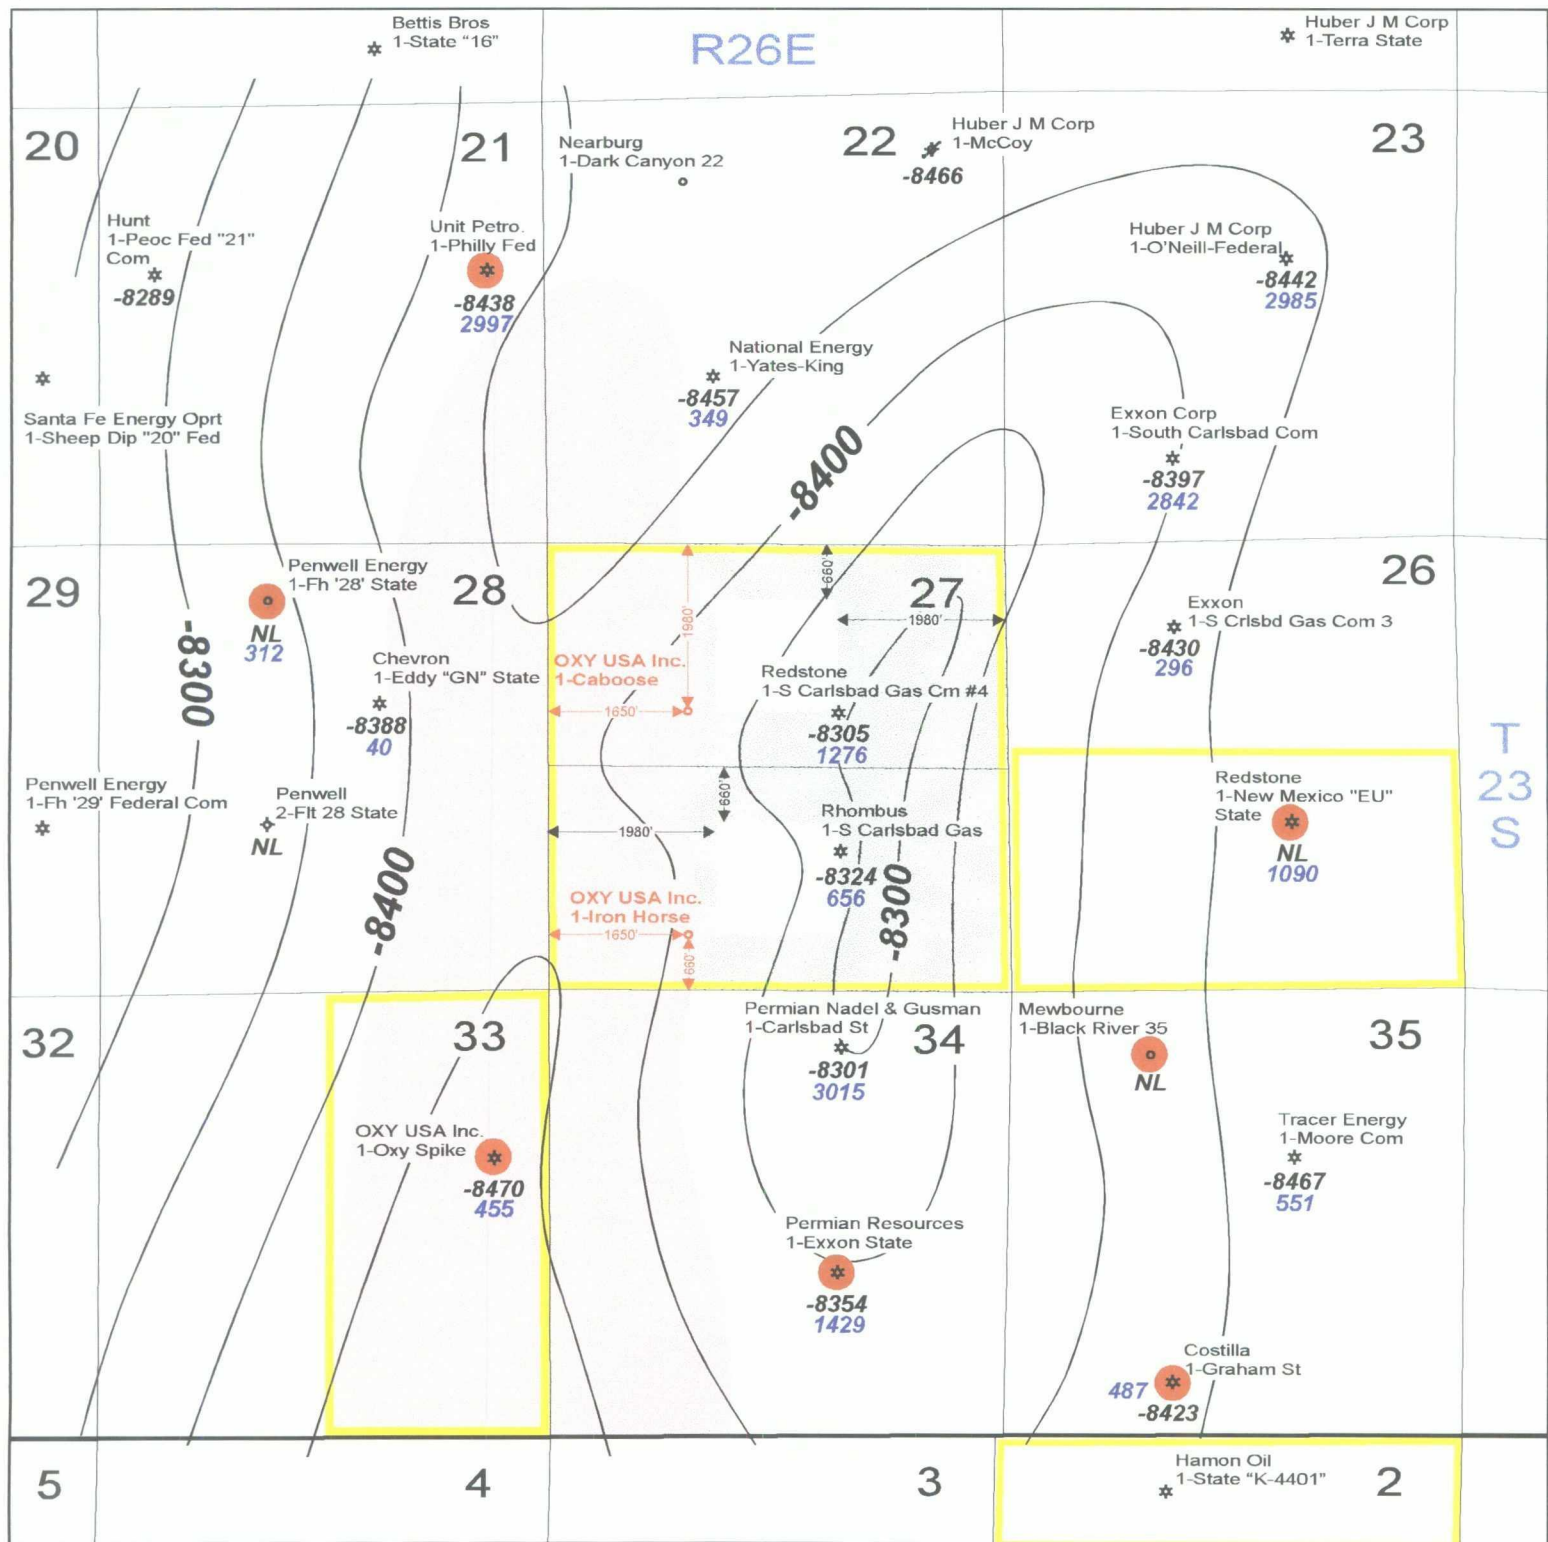 Bettis Bros
1-State "16"
R26E
Huber J M Corp
1-Terra State
20
21
Nearburg
1-Dark Canyon 22
22
Huber J M Corp
1-McCoy
-8466
23
Hunt
1-Peoc Fed "21"
Com
-8289
Unit Petro.
1-Philly Fed
-8438
2997
Huber J M Corp
1-O'Neill-Federal
-8442
2985
National Energy
1-Yates-King
-8457
349
Santa Fe Energy Oprt
1-Sheep Dip "20" Fed
-8400
Exxon Corp
1-South Carlsbad Com
-8397
2842
29
Penwell Energy
1-Fh '28' State
NL
312
28
27
660'
1980'
1980'
26
Exxon
1-S Crlsbd Gas Com 3
-8430
296
-8300
Chevron
1-Eddy "GN" State
-8388
40
OXY USA Inc.
1-Caboose
1650'
Redstone
1-S Carlsbad Gas Cm #4
-8305
1276
T
23
S
Penwell Energy
1-Fh '29' Federal Com
Penwell
2-Flt 28 State
NL
660'
1980'
Rhombus
1-S Carlsbad Gas
-8324
656
Redstone
1-New Mexico "EU"
State
NL
1090
-8400
OXY USA Inc.
1-Iron Horse
1650'
660'
-8300
32
33
Permian Nadel & Gusman
1-Carlsbad St
-8301
3015
34
Mewbourne
1-Black River 35
NL
35
OXY USA Inc.
1-Oxy Spike
-8470
455
Tracer Energy
1-Moore Com
-8467
551
Permian Resources
1-Exxon State
-8354
1429
Costilla
1-Graham St
487
-8423
5
4
3
Hamon Oil
1-State "K-4401"
2